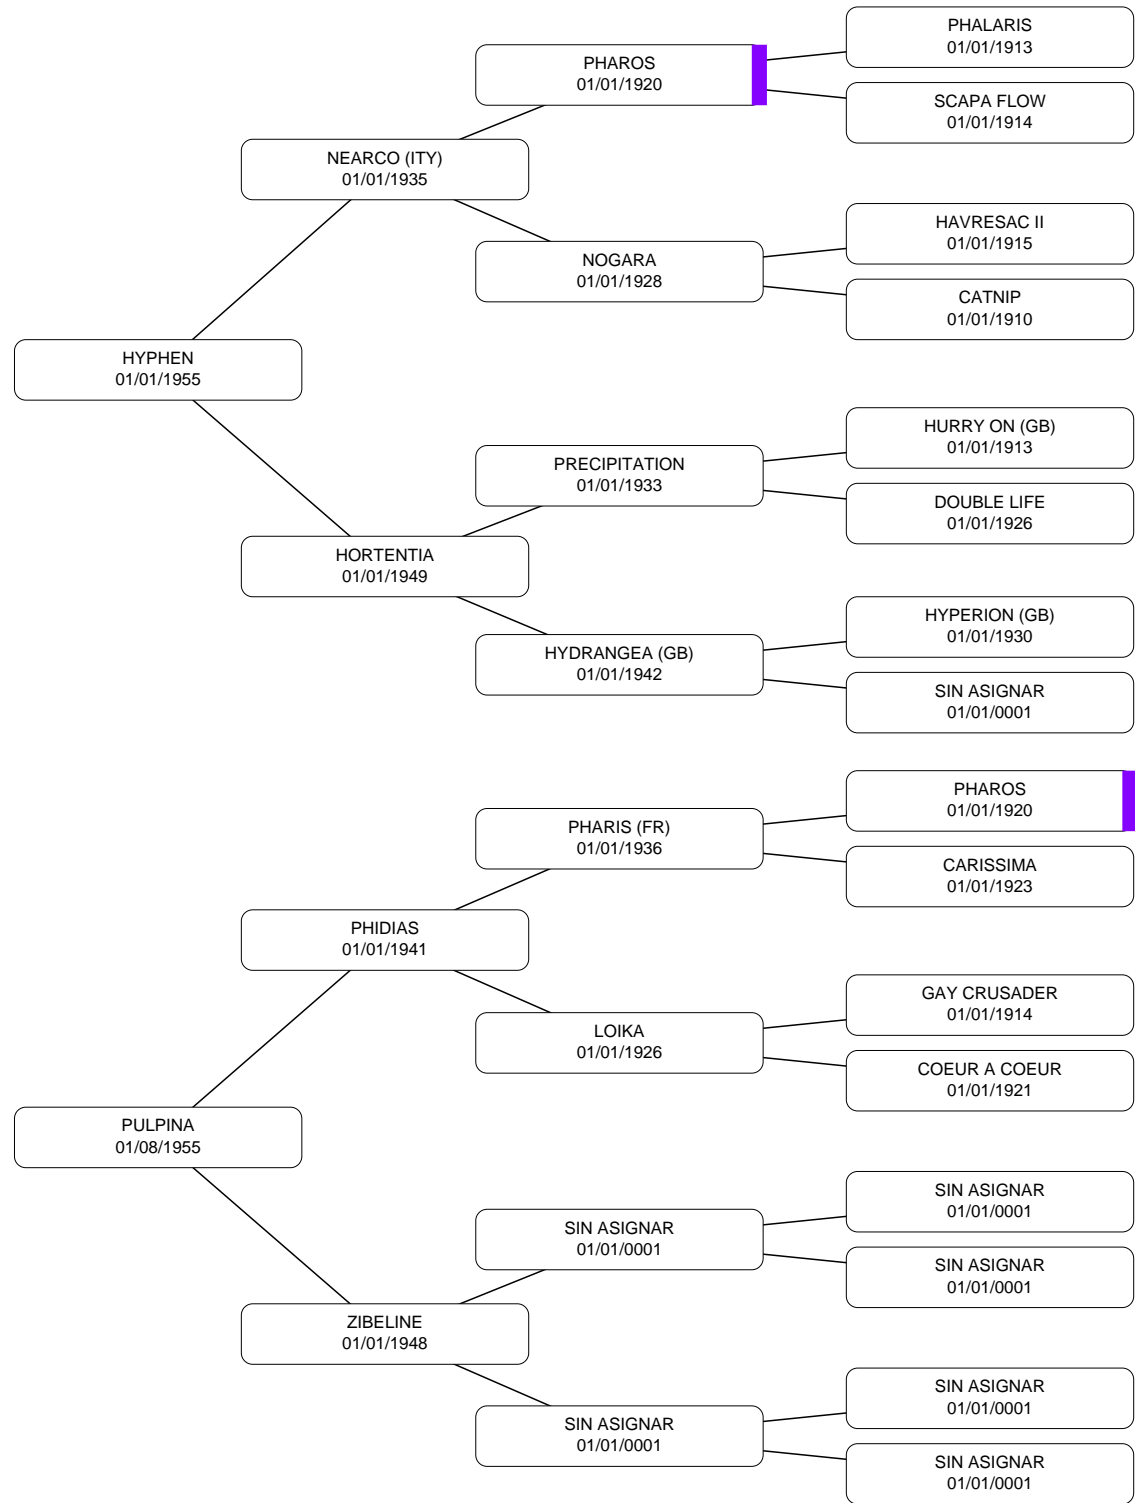 PHALARIS
01/01/1913
PHAROS
01/01/1920
SCAPA FLOW
01/01/1914
NEARCO (ITY)
01/01/1935
HAVRESAC II
01/01/1915
NOGARA
01/01/1928
CATNIP
01/01/1910
HYPHEN
01/01/1955
HURRY ON (GB)
01/01/1913
PRECIPITATION
01/01/1933
DOUBLE LIFE
01/01/1926
HORTENTIA
01/01/1949
HYPERION (GB)
01/01/1930
HYDRANGEA (GB)
01/01/1942
SIN ASIGNAR
01/01/0001
PHAROS
01/01/1920
PHARIS (FR)
01/01/1936
CARISSIMA
01/01/1923
PHIDIAS
01/01/1941
GAY CRUSADER
01/01/1914
LOIKA
01/01/1926
COEUR A COEUR
01/01/1921
PULPINA
01/08/1955
SIN ASIGNAR
01/01/0001
SIN ASIGNAR
01/01/0001
SIN ASIGNAR
01/01/0001
ZIBELINE
01/01/1948
SIN ASIGNAR
01/01/0001
SIN ASIGNAR
01/01/0001
SIN ASIGNAR
01/01/0001